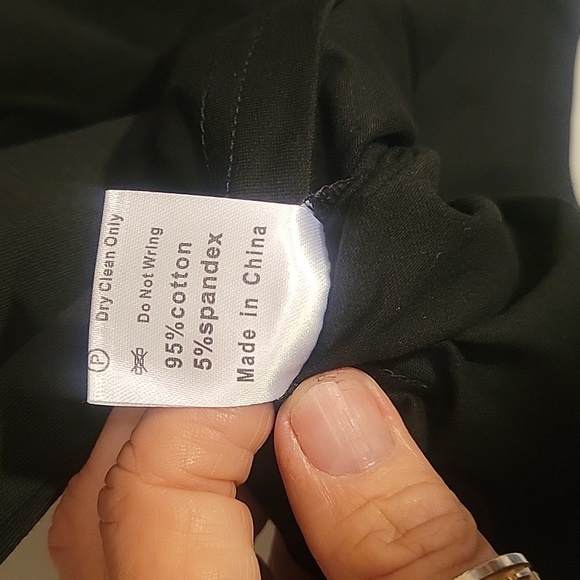 Ⓟ Dry Clean Only
Do Not Wring
95%cotton
5%spandex
Made in China